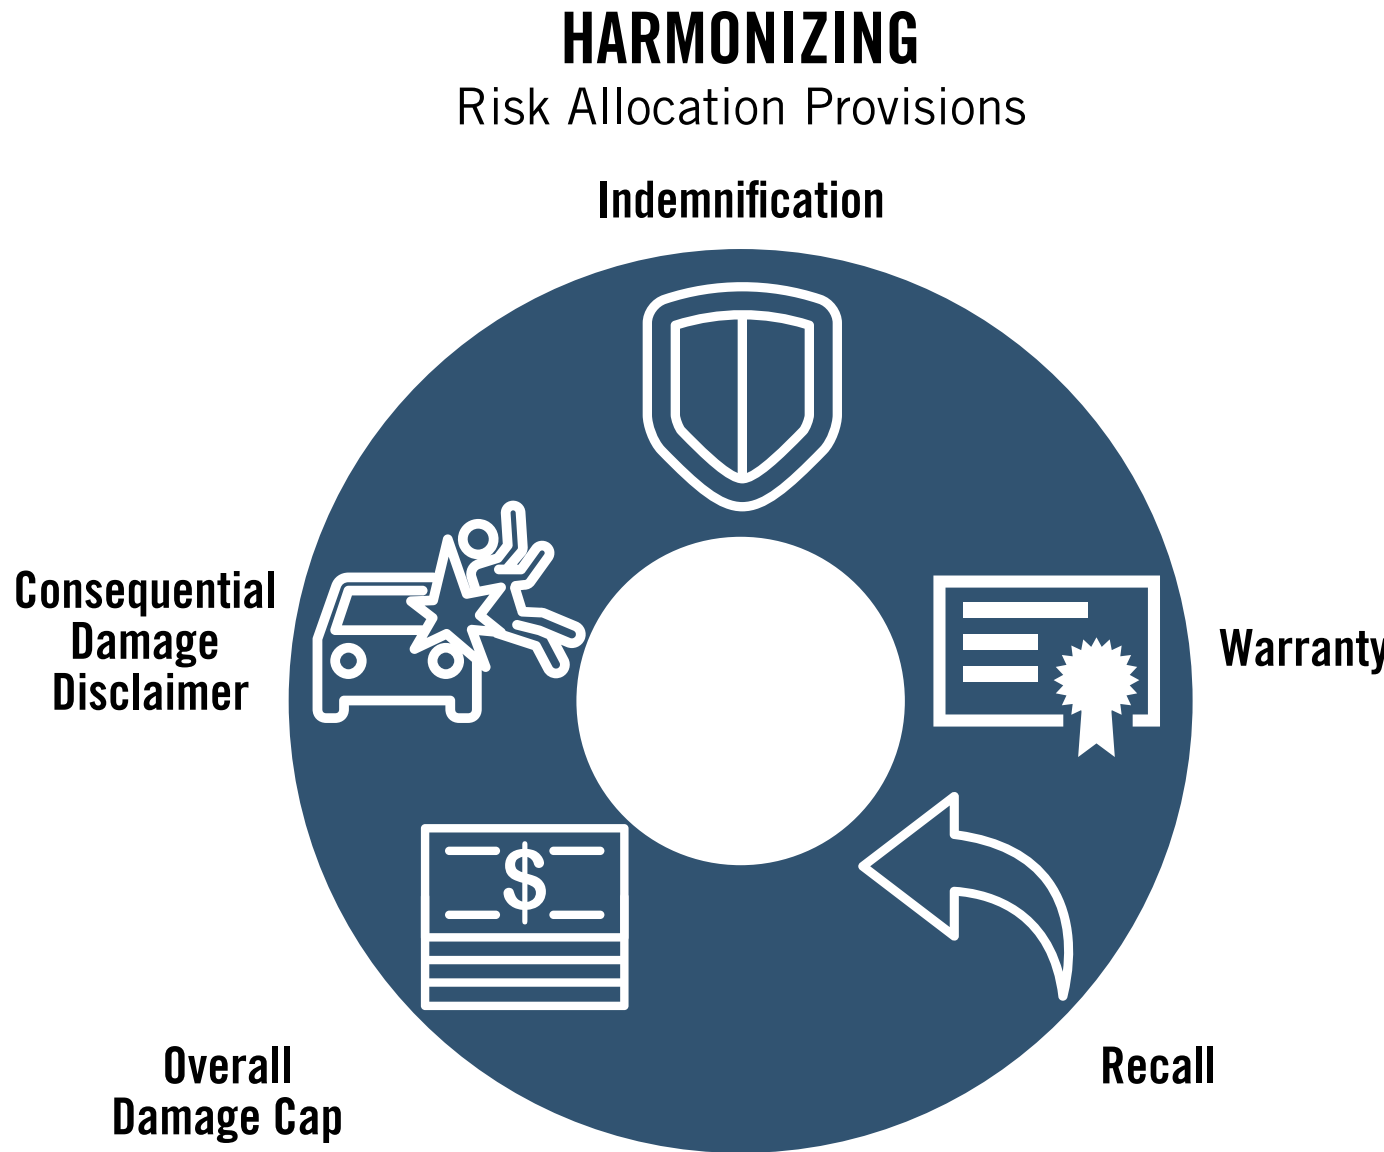 HARMONIZING
Risk Allocation Provisions
Indemnification
Consequential
Damage
Disclaimer
Warranty
$
Overall
Damage Cap
Recall